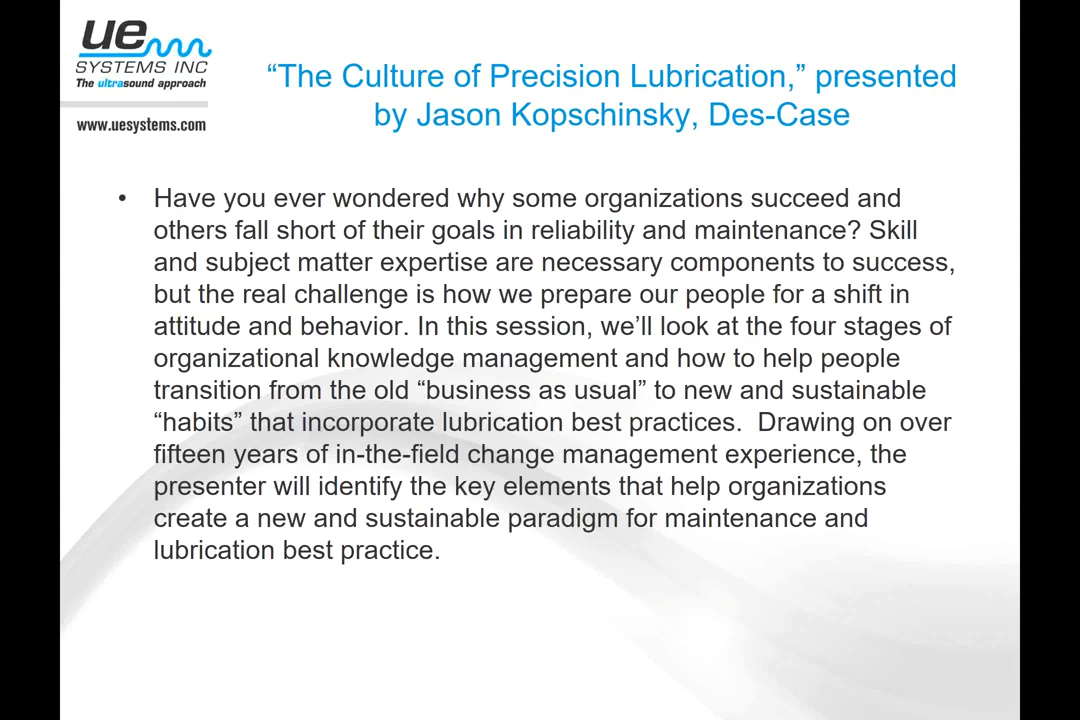 ue
SYSTEMS INC
The ultrasound approach
www.uesystems.com
“The Culture of Precision Lubrication,” presented
by Jason Kopschinsky, Des-Case
• Have you ever wondered why some organizations succeed and
others fall short of their goals in reliability and maintenance? Skill
and subject matter expertise are necessary components to success,
but the real challenge is how we prepare our people for a shift in
attitude and behavior. In this session, we’ll look at the four stages of
organizational knowledge management and how to help people
transition from the old “business as usual” to new and sustainable
“habits” that incorporate lubrication best practices.  Drawing on over
fifteen years of in-the-field change management experience, the
presenter will identify the key elements that help organizations
create a new and sustainable paradigm for maintenance and
lubrication best practice.